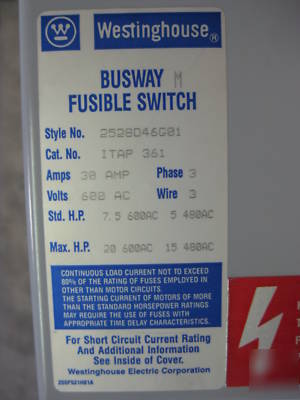 Westinghouse®
BUSWAY M
FUSIBLE SWITCH
Style No. 2528D46G01
Cat. No. ITAP 361
Amps 30 AMP Phase 3
Volts 600 AC Wire 3
Std. H.P. 7.5 600AC 5 480AC
Max. H.P. 20 600AC 15 480AC
CONTINUOUS LOAD CURRENT NOT TO EXCEED
80% OF THE RATING OF FUSES EMPLOYED IN
OTHER THAN MOTOR CIRCUITS.
THE STARTING CURRENT OF MOTORS OF MORE
THAN THE STANDARD HORSEPOWER RATINGS
MAY REQUIRE THE USE OF FUSES WITH
APPROPRIATE TIME DELAY CHARACTERISTICS.
For Short Circuit Current Rating
And Additional Information
See Inside of Cover.
Westinghouse Electric Corporation